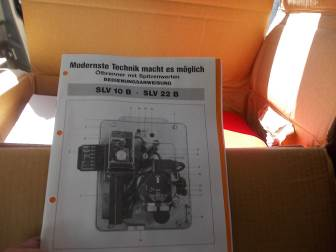 Modernste Technik macht es möglich
Ölbrenner mit Spitzenwerten
BEDIENUNGSANWEISUNG
SLV 10 B - SLV 22 B